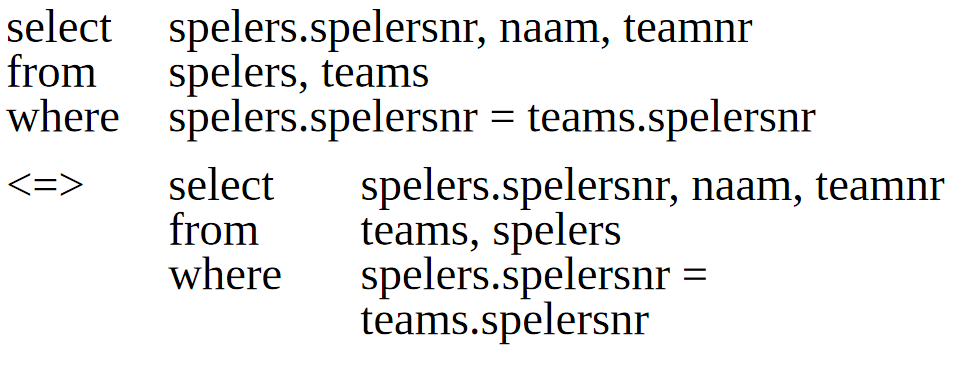 select spelers.spelersnr, naam, teamnr
from spelers, teams
where spelers.spelersnr = teams.spelersnr
<=> select spelers.spelersnr, naam, teamnr
from teams, spelers
where spelers.spelersnr =
teams.spelersnr